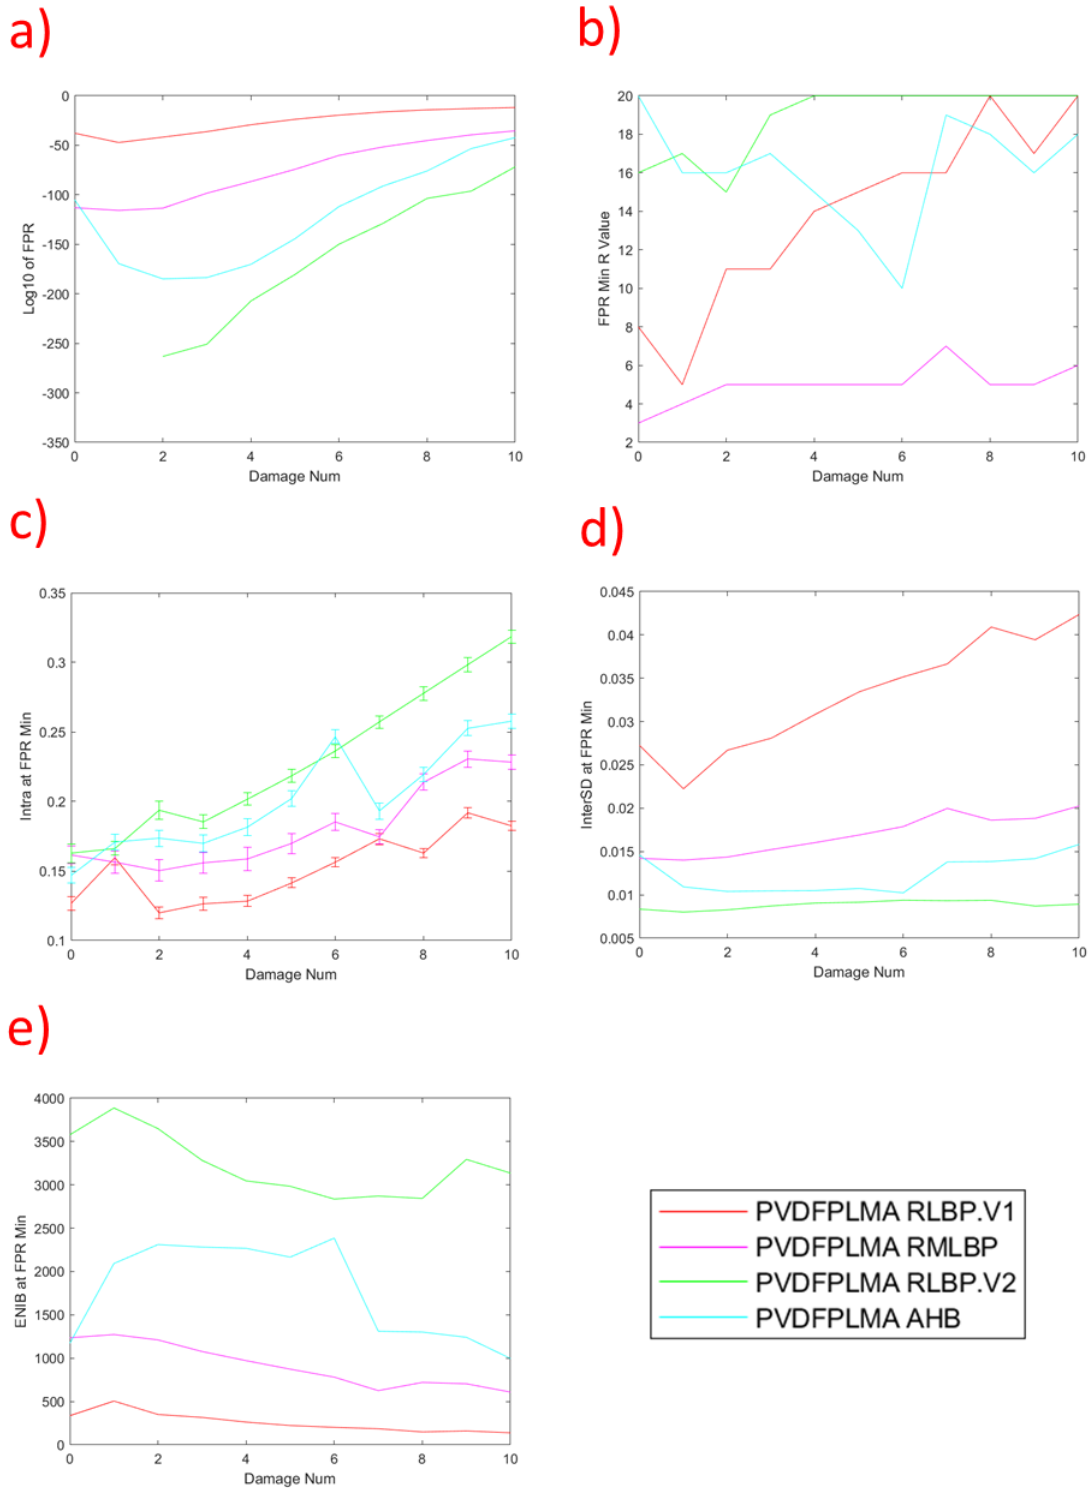 a)
0
-50
-100
-150
-200
-250
-300
-350
Log10 of FPR
0 2 4 6 8 10
Damage Num
b)
20
18
16
14
12
10
8
6
4
2
FPR Min R Value
0 2 4 6 8 10
Damage Num
c)
0.35
0.3
0.25
0.2
0.15
0.1
Intra at FPR Min
0 2 4 6 8 10
Damage Num
d)
0.045
0.04
0.035
0.03
0.025
0.02
0.015
0.01
0.005
InterSD at FPR Min
0 2 4 6 8 10
Damage Num
e)
4000
3500
3000
2500
2000
1500
1000
500
0
ENIB at FPR Min
0 2 4 6 8 10
Damage Num
PVDFPLMA RLBP.V1
PVDFPLMA RMLBP
PVDFPLMA RLBP.V2
PVDFPLMA AHB